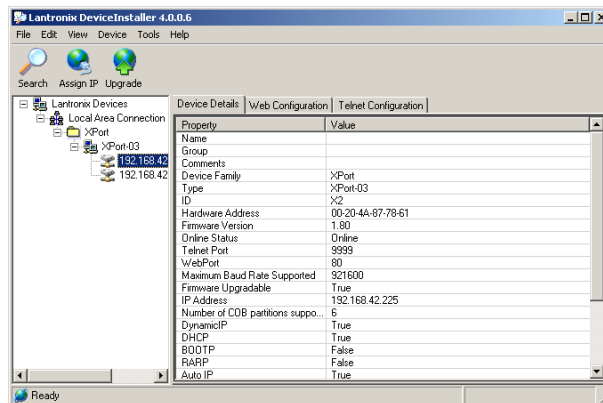 Lantronix DeviceInstaller 4.0.0.6
File Edit View Device Tools Help
Search Assign IP Upgrade
Lantronix Devices
Local Area Connection
XPort
XPort-03
192.168.42
192.168.42
Device Details Web Configuration Telnet Configuration
Property Value
Name
Group
Comments
Device Family XPort
Type XPort-03
ID X2
Hardware Address 00-20-4A-87-78-61
Firmware Version 1.80
Online Status Online
Telnet Port 9999
WebPort 80
Maximum Baud Rate Supported 921600
Firmware Upgradable True
IP Address 192.168.42.225
Number of COB partitions suppo... 6
DynamicIP True
DHCP True
BOOTP False
RARP False
Auto IP True
Ready